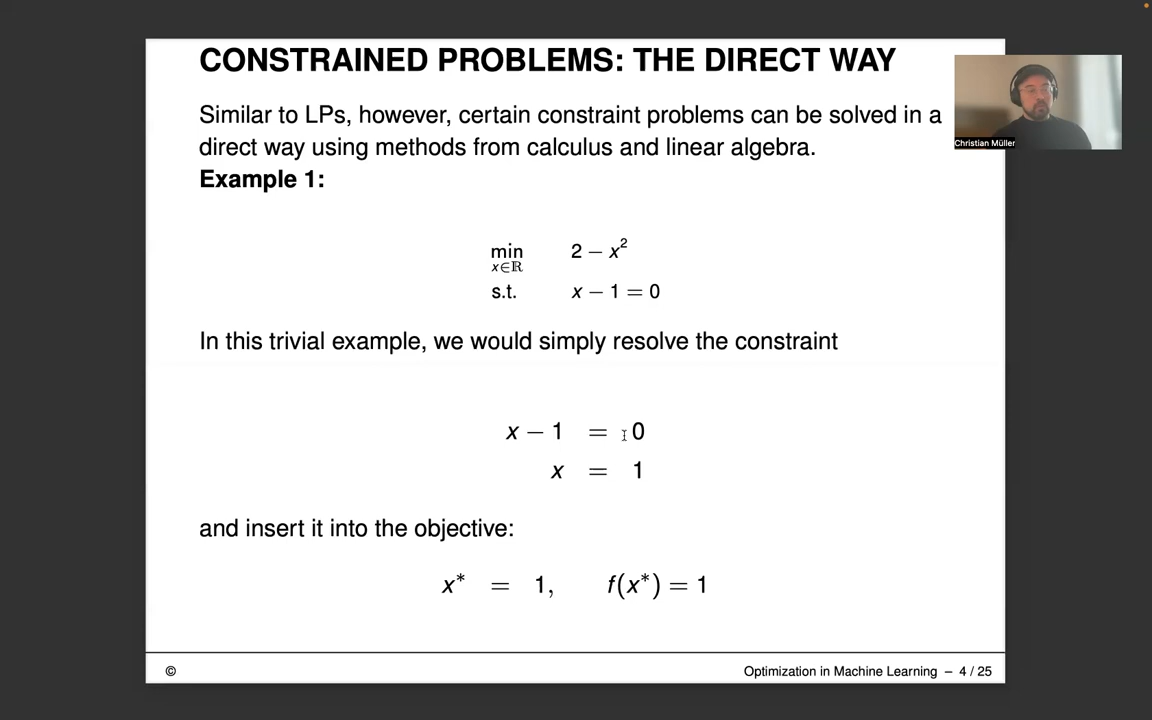 CONSTRAINED PROBLEMS: THE DIRECT WAY
Similar to LPs, however, certain constraint problems can be solved in a
direct way using methods from calculus and linear algebra.
Example 1:
min 2 − x²
x∈ℝ
s.t. x − 1 = 0
In this trivial example, we would simply resolve the constraint
x − 1 = 0
x = 1
and insert it into the objective:
x* = 1, f(x*) = 1
© Optimization in Machine Learning – 4 / 25
Christian Müller